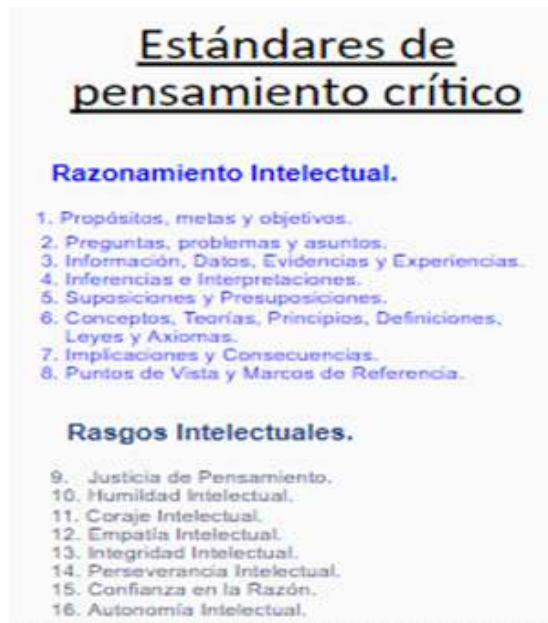 Estándares de
pensamiento crítico
Razonamiento Intelectual.
1. Propósitos, metas y objetivos.
2. Preguntas, problemas y asuntos.
3. Información, Datos, Evidencias y Experiencias.
4. Inferencias e Interpretaciones.
5. Suposiciones y Presuposiciones.
6. Conceptos, Teorías, Principios, Definiciones,
Leyes y Axiomas.
7. Implicaciones y Consecuencias.
8. Puntos de Vista y Marcos de Referencia.
Rasgos Intelectuales.
9. Justicia de Pensamiento.
10. Humildad Intelectual.
11. Coraje Intelectual.
12. Empatía Intelectual.
13. Integridad Intelectual.
14. Perseverancia Intelectual.
15. Confianza en la Razón.
16. Autonomía Intelectual.